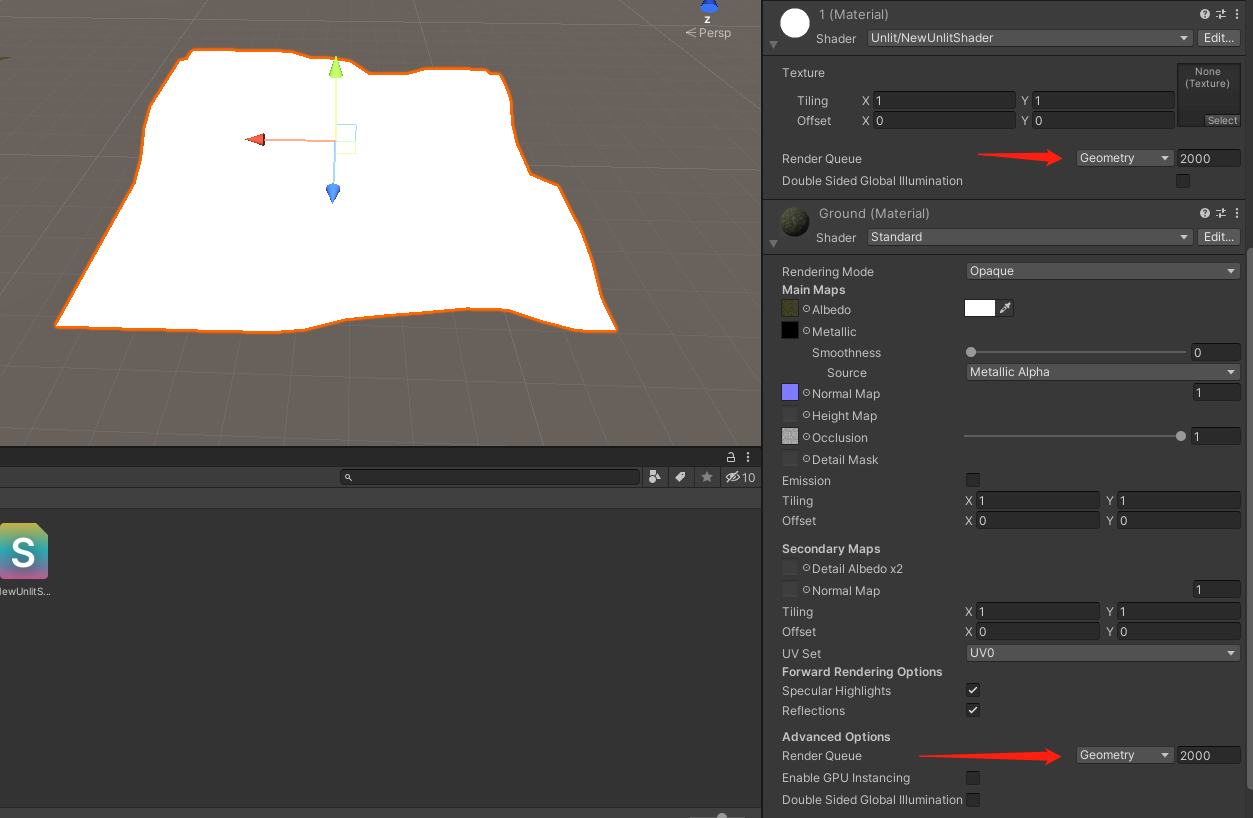 z
Persp
10
S
ewUnlitS...
1 (Material)
Shader Unlit/NewUnlitShader Edit...
Texture
None
(Texture)
Tiling X 1 Y 1
Offset X 0 Y 0
Select
Render Queue Geometry 2000
Double Sided Global Illumination
Ground (Material)
Shader Standard Edit...
Rendering Mode Opaque
Main Maps
Albedo
Metallic
Smoothness 0
Source Metallic Alpha
Normal Map 1
Height Map
Occlusion 1
Detail Mask
Emission
Tiling X 1 Y 1
Offset X 0 Y 0
Secondary Maps
Detail Albedo x2
Normal Map 1
Tiling X 1 Y 1
Offset X 0 Y 0
UV Set UV0
Forward Rendering Options
Specular Highlights
Reflections
Advanced Options
Render Queue Geometry 2000
Enable GPU Instancing
Double Sided Global Illumination